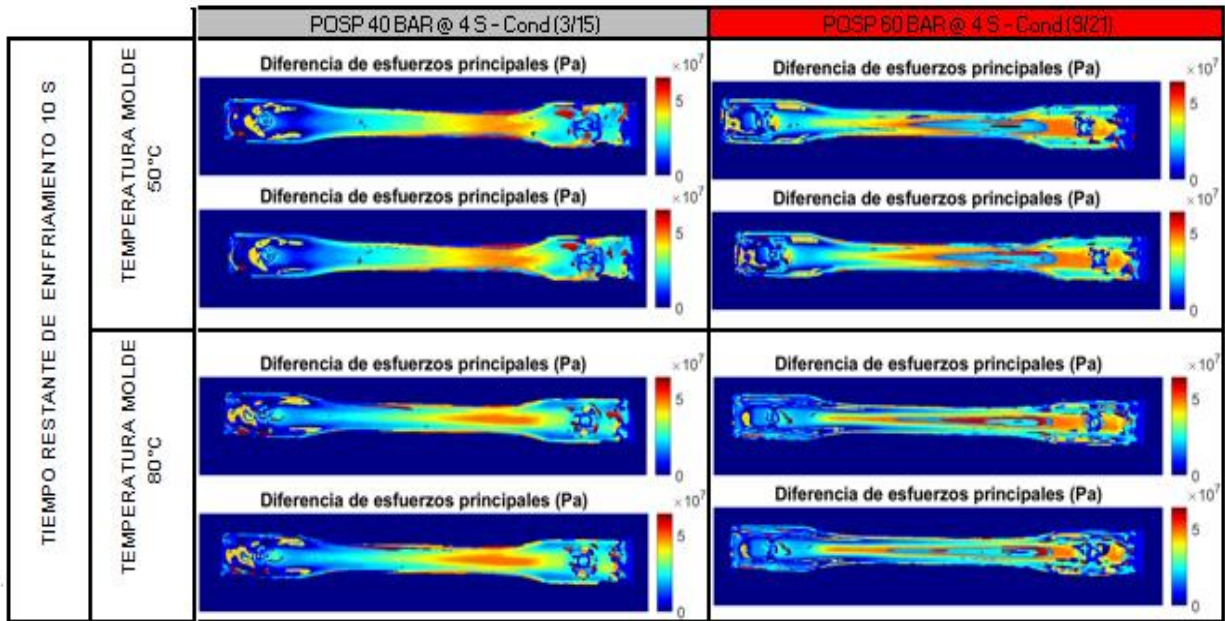 POSP 40 BAR @ 4 S - Cond (3/15)
POSP 60 BAR @ 4 S - Cond (9/21)
TIEMPO RESTANTE DE ENFFRIAMIENTO 10 S
TEMPERATURA MOLDE
50°C
Diferencia de esfuerzos principales (Pa)
×10⁷
5
0
Diferencia de esfuerzos principales (Pa)
×10⁷
5
0
Diferencia de esfuerzos principales (Pa)
×10⁷
5
0
Diferencia de esfuerzos principales (Pa)
×10⁷
5
0
TEMPERATURA MOLDE
80°C
Diferencia de esfuerzos principales (Pa)
×10⁷
5
0
Diferencia de esfuerzos principales (Pa)
×10⁷
5
0
Diferencia de esfuerzos principales (Pa)
×10⁷
5
0
Diferencia de esfuerzos principales (Pa)
×10⁷
5
0